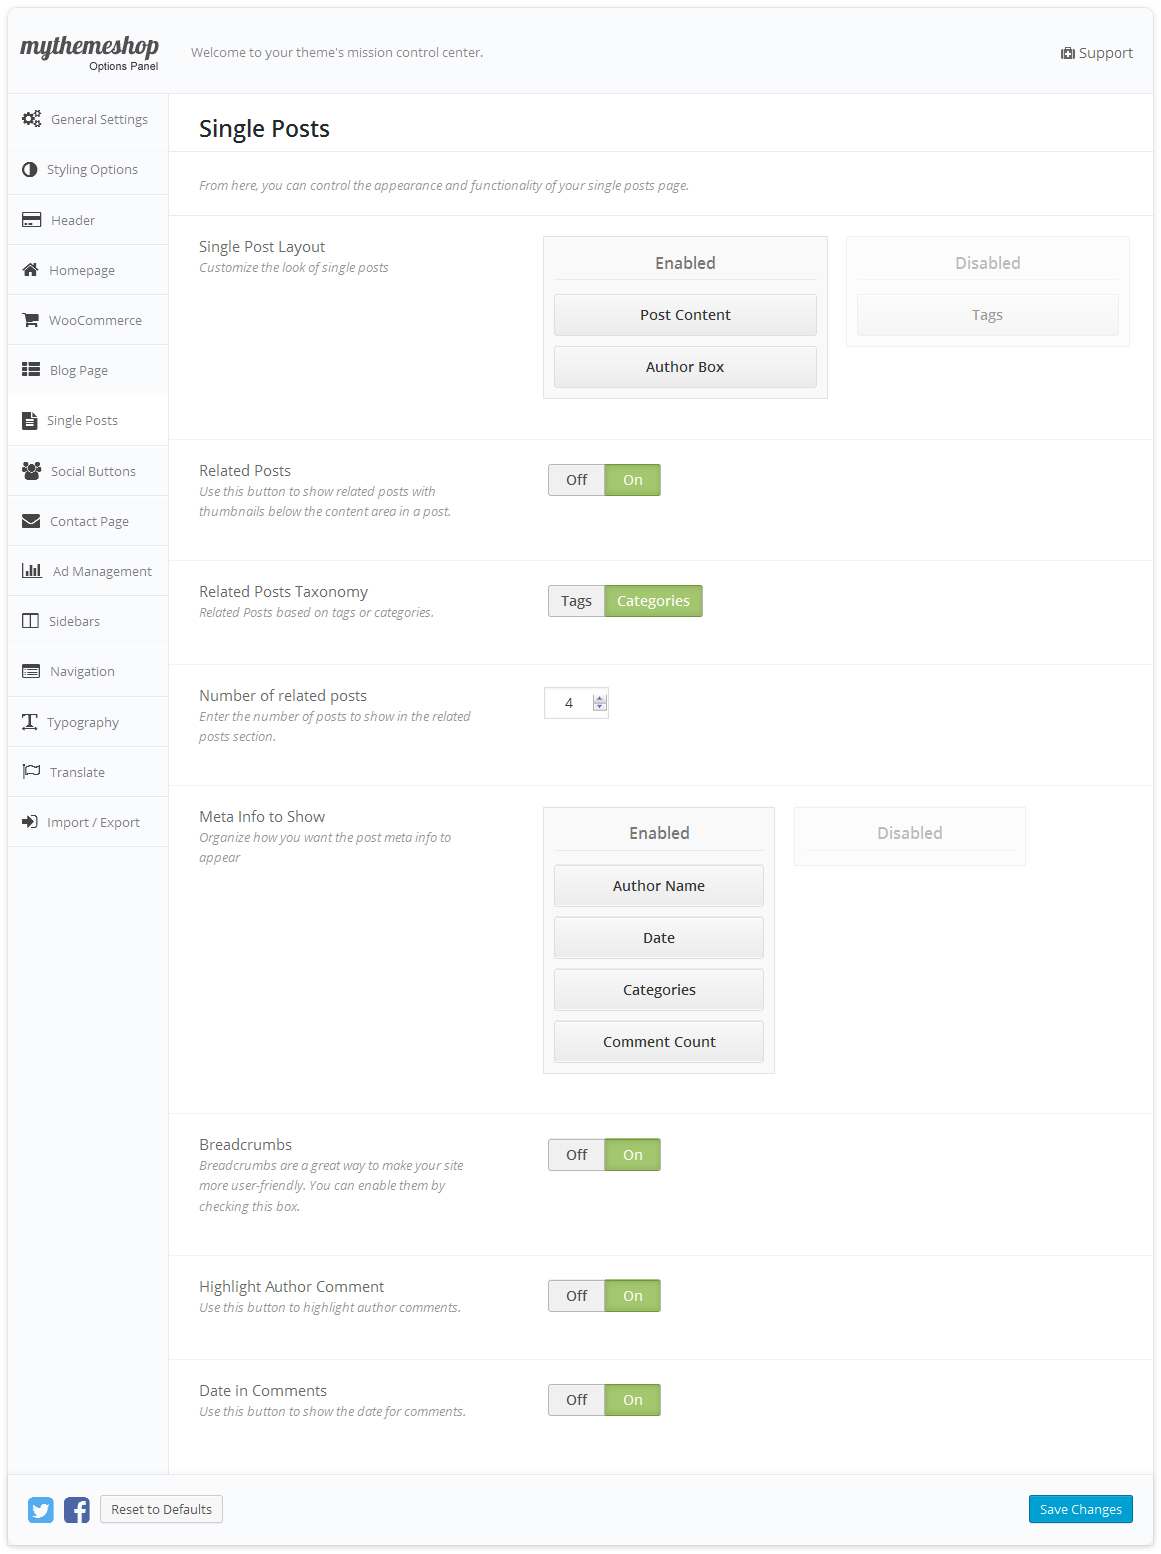 mythemeshop
Options Panel
Welcome to your theme's mission control center.
Support
General Settings
Styling Options
Header
Homepage
WooCommerce
Blog Page
Single Posts
Social Buttons
Contact Page
Ad Management
Sidebars
Navigation
Typography
Translate
Import / Export
Single Posts
From here, you can control the appearance and functionality of your single posts page.
Single Post Layout
Customize the look of single posts
Enabled
Post Content
Author Box
Disabled
Tags
Related Posts
Use this button to show related posts with
thumbnails below the content area in a post.
Off On
Related Posts Taxonomy
Related Posts based on tags or categories.
Tags Categories
Number of related posts
Enter the number of posts to show in the related
posts section.
4
Meta Info to Show
Organize how you want the post meta info to
appear
Enabled
Author Name
Date
Categories
Comment Count
Disabled
Breadcrumbs
Breadcrumbs are a great way to make your site
more user-friendly. You can enable them by
checking this box.
Off On
Highlight Author Comment
Use this button to highlight author comments.
Off On
Date in Comments
Use this button to show the date for comments.
Off On
Reset to Defaults
Save Changes